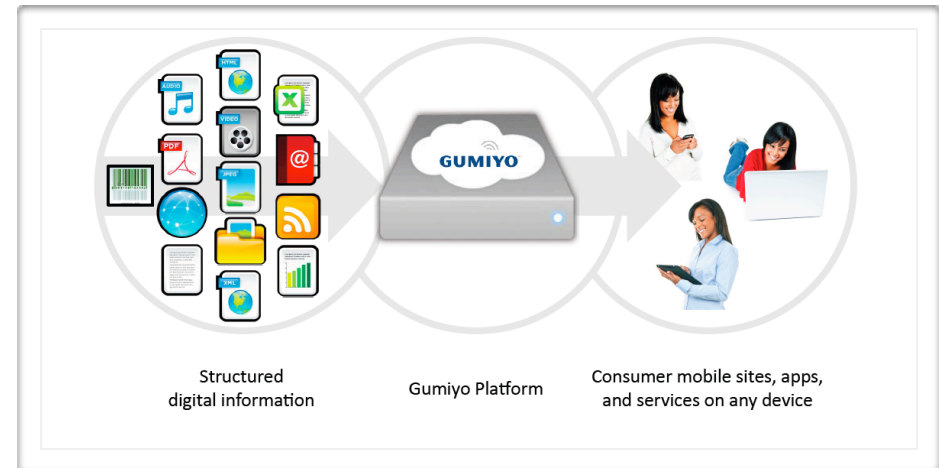 HTML
AUDIO
X
VIDEO
PDF
@
JPEG
XML
GUMIYO
Structured
digital information
Gumiyo Platform
Consumer mobile sites, apps,
and services on any device